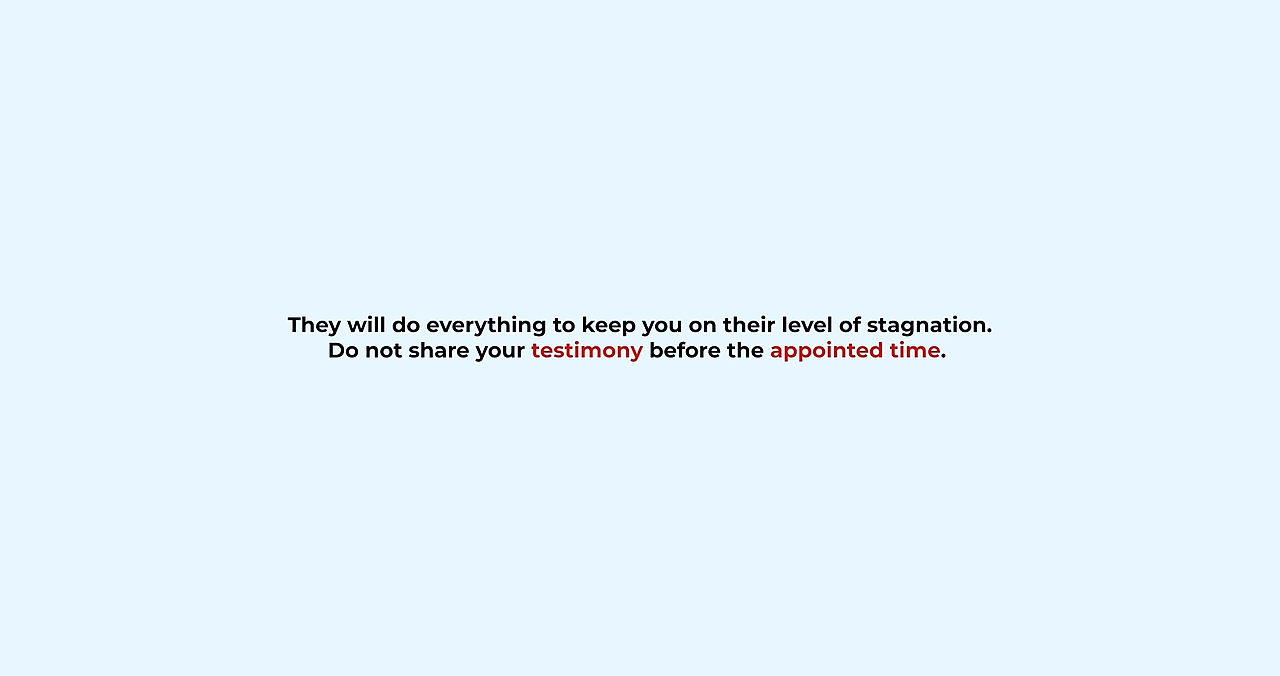 They will do everything to keep you on their level of stagnation.
Do not share your testimony before the appointed time.